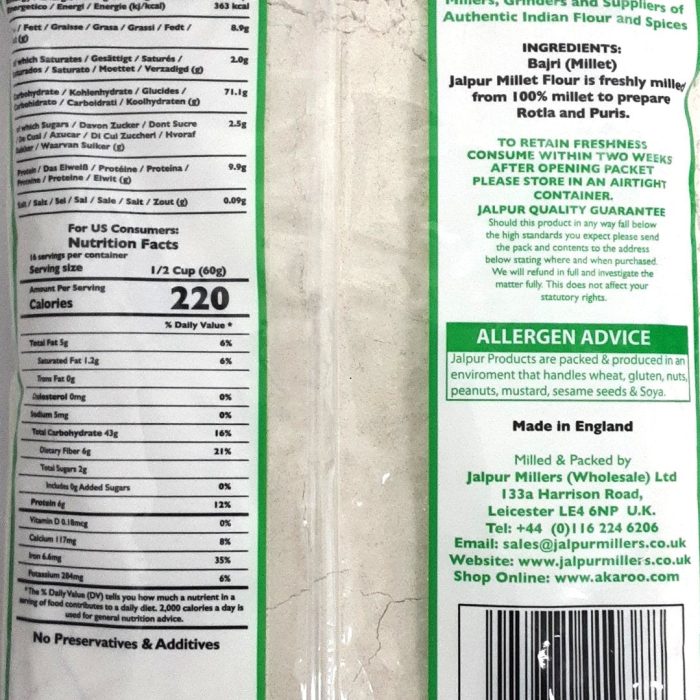 Energetico / Energi / Energie (kj/kcal) 363 kcal
/ Fett / Graisse / Grasa / Grassi / Fedt / 8.9g
(g)
which Saturates / Gesättigt / Saturés / 2.0g
/ Saturato / Moettet / Verzadigd (g)
Carbohydrate / Kohlenhydrate / Glucides / 71.1g
Carbohidrato / Carboidrati / Koolhydraten (g)
of which Sugars / Davon Zucker / Dont Sucre 2.5g
/ De Cual / Azucar / Di Cui Zuccheri / Hvoraf
/ Waarvan Suiker (g)
Protein / Das Eiweiß / Protéine / Proteina / 9.9g
Proteine / Proteine / Eiwit (g)
Salt / Salz / Sel / Sal / Sale / Salt / Zout (g) 0.09g
For US Consumers:
Nutrition Facts
16 servings per container
Serving size 1/2 Cup (60g)
Amount Per Serving
Calories 220
% Daily Value *
Total Fat 5g 6%
Saturated Fat 1.2g 6%
Trans Fat 0g
Cholesterol 0mg 0%
Sodium 5mg 0%
Total Carbohydrate 43g 16%
Dietary Fiber 6g 21%
Total Sugars 2g
Includes 0g Added Sugars 0%
Protein 6g 12%
Vitamin D 0.18mcg 0%
Calcium 117mg 8%
Iron 6.6mg 35%
Potassium 284mg 6%
*The % Daily Value (DV) tells you how much a nutrient in a
serving of food contributes to a daily diet. 2,000 calories a day is
used for general nutrition advice.
No Preservatives & Additives
Millers, Grinders and Suppliers of
Authentic Indian Flour and Spices
INGREDIENTS:
Bajri (Millet)
Jalpur Millet Flour is freshly milled
from 100% millet to prepare
Rotla and Puris.
TO RETAIN FRESHNESS
CONSUME WITHIN TWO WEEKS
AFTER OPENING PACKET
PLEASE STORE IN AN AIRTIGHT
CONTAINER.
JALPUR QUALITY GUARANTEE
Should this product in any way fall below
the high standards you expect please send
the pack and contents to the address
below stating where and when purchased.
We will refund in full and investigate the
matter fully. This does not affect your
statutory rights.
ALLERGEN ADVICE
Jalpur Products are packed & produced in an
enviroment that handles wheat, gluten, nuts,
peanuts, mustard, sesame seeds & Soya.
Made in England
Milled & Packed by
Jalpur Millers (Wholesale) Ltd
133a Harrison Road,
Leicester LE4 6NP U.K.
Tel: +44 (0)116 224 6206
Email: sales@jalpurmillers.co.uk
Website: www.jalpurmillers.co.uk
Shop Online: www.akaroo.com